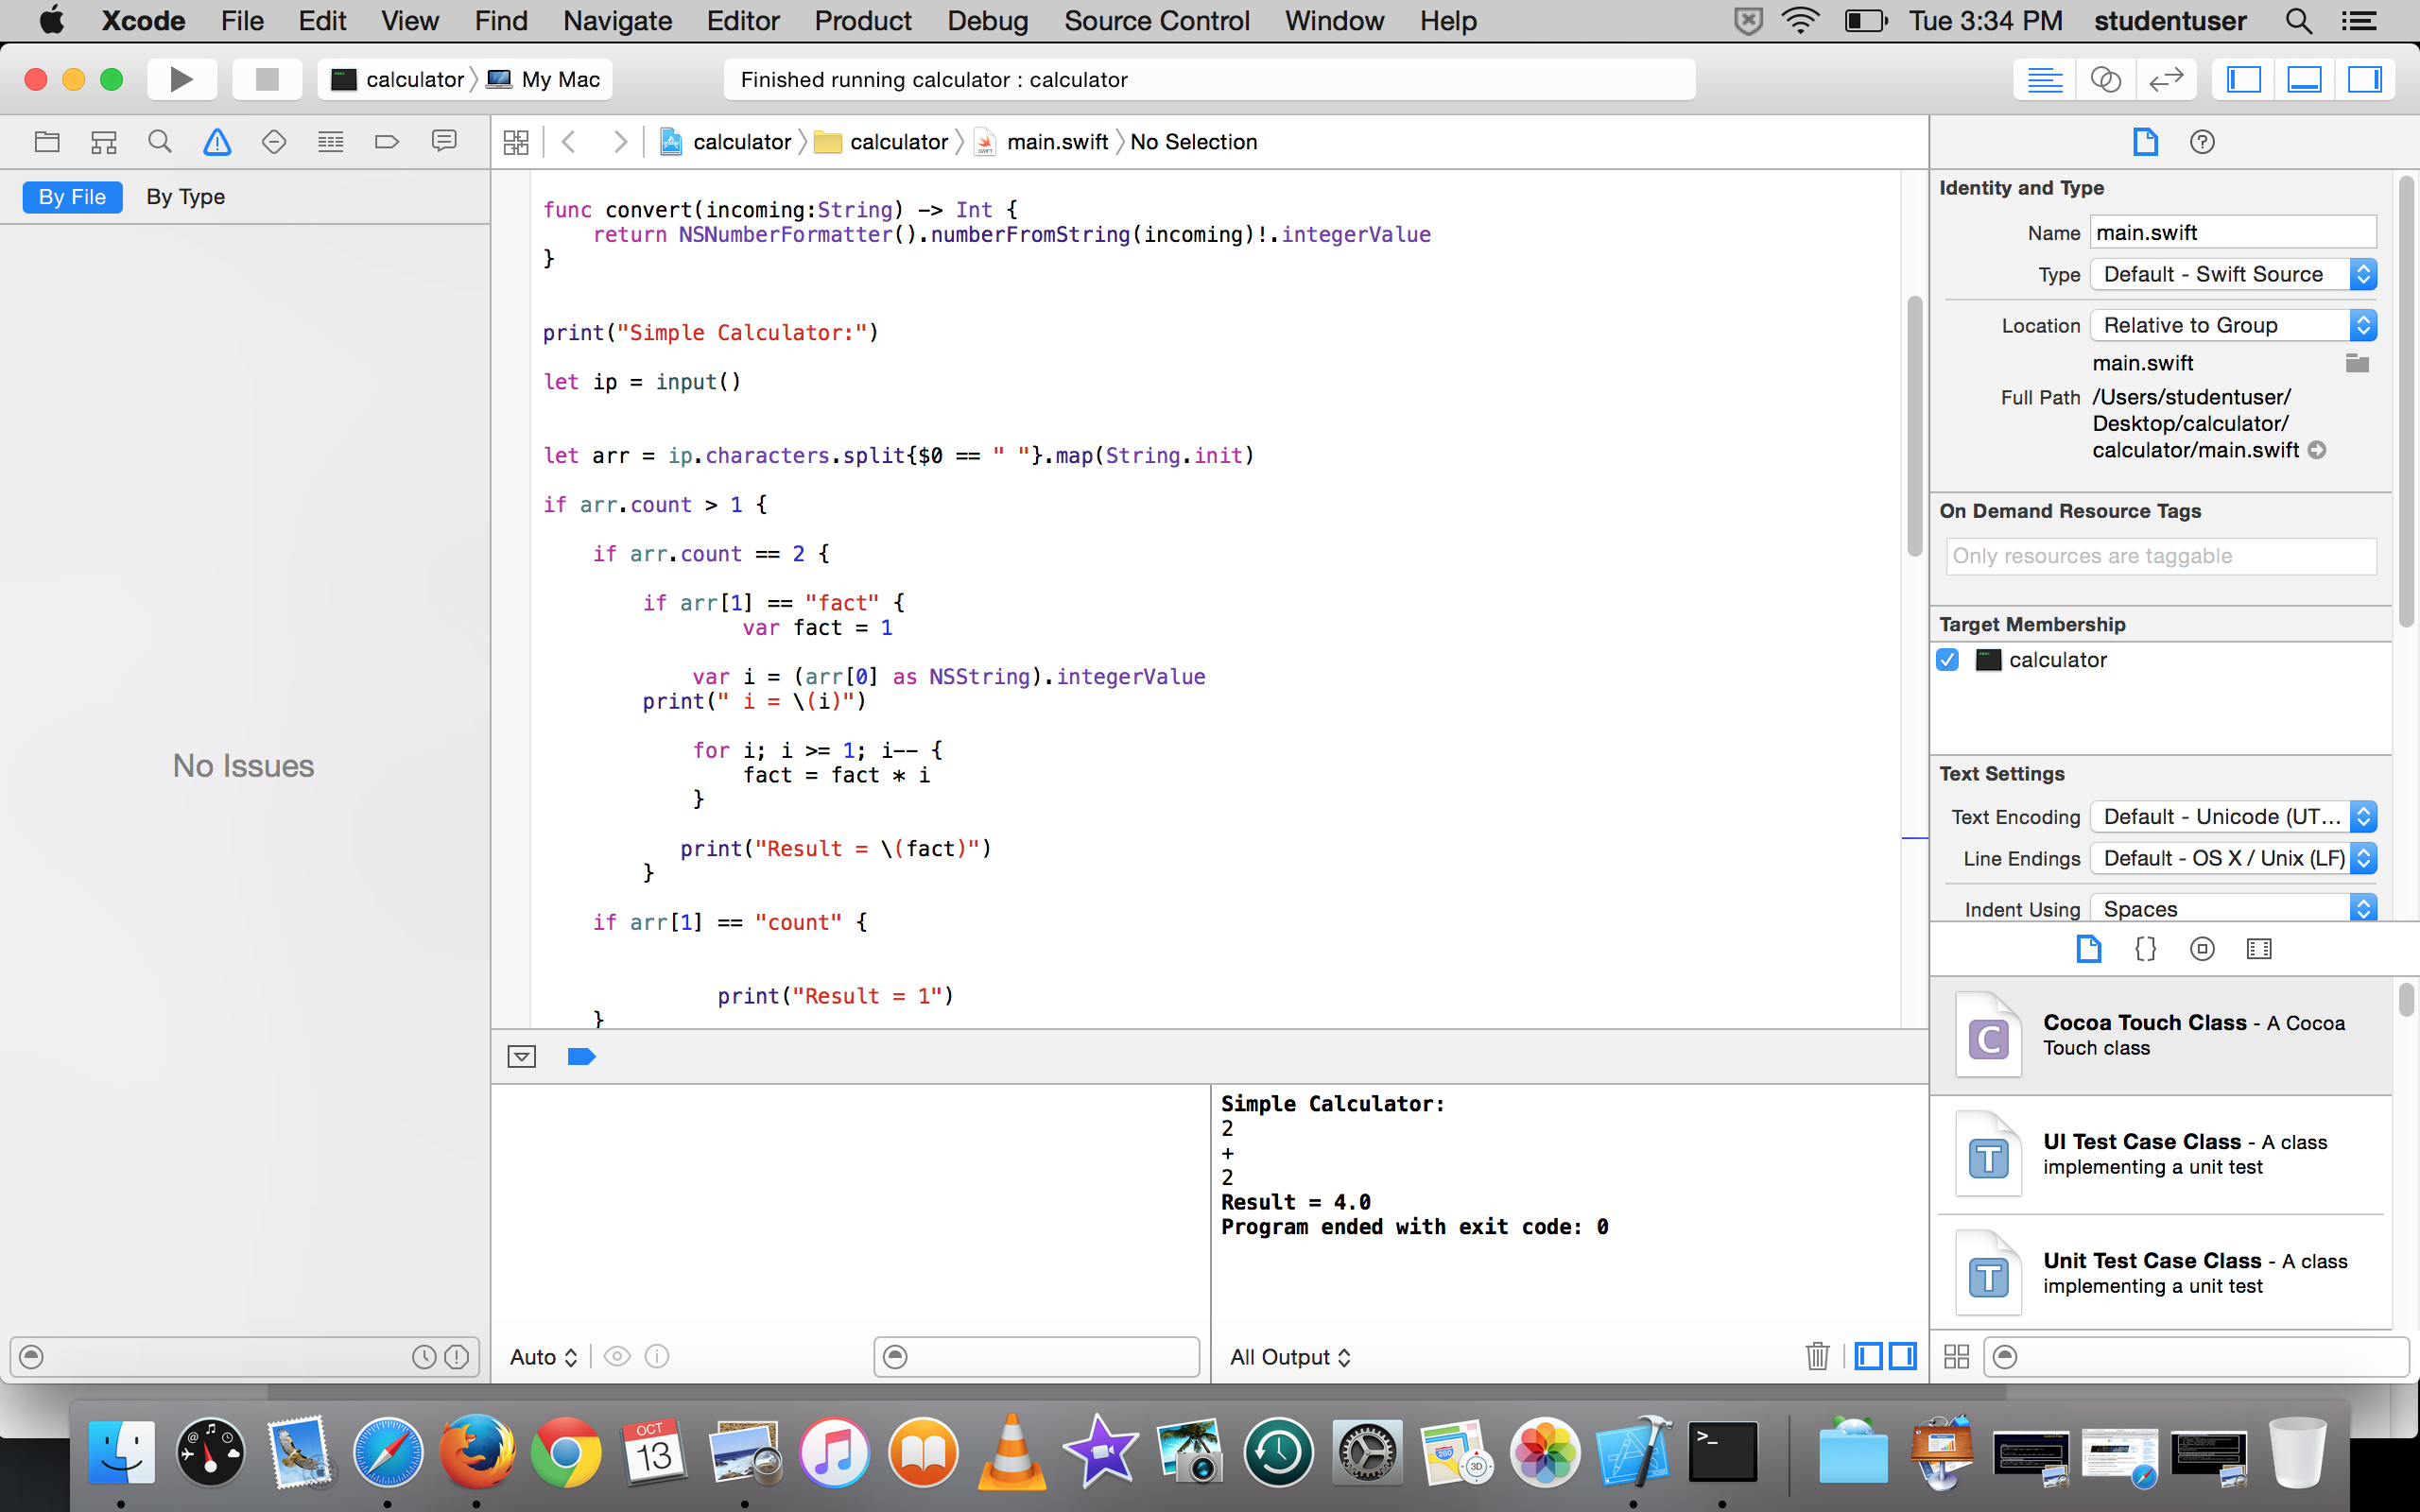 Xcode File Edit View Find Navigate Editor Product Debug Source Control Window Help Tue 3:34 PM studentuser
calculator My Mac Finished running calculator : calculator
calculator calculator main.swift No Selection
By File By Type
No Issues
func convert(incoming:String) -> Int {
return NSNumberFormatter().numberFromString(incoming)!.integerValue
}
print("Simple Calculator:")
let ip = input()
let arr = ip.characters.split{$0 == " "}.map(String.init)
if arr.count > 1 {
if arr.count == 2 {
if arr[1] == "fact" {
var fact = 1
var i = (arr[0] as NSString).integerValue
print(" i = \(i)")
for i; i >= 1; i-- {
fact = fact * i
}
print("Result = \(fact)")
}
if arr[1] == "count" {
print("Result = 1")
}
Auto
Simple Calculator:
2
+
2
Result = 4.0
Program ended with exit code: 0
All Output
Identity and Type
Name main.swift
Type Default - Swift Source
Location Relative to Group
main.swift
Full Path /Users/studentuser/
Desktop/calculator/
calculator/main.swift
On Demand Resource Tags
Only resources are taggable
Target Membership
calculator
Text Settings
Text Encoding Default - Unicode (UT...
Line Endings Default - OS X / Unix (LF)
Indent Using Spaces
{}
C
Cocoa Touch Class - A Cocoa
Touch class
T
UI Test Case Class - A class
implementing a unit test
T
Unit Test Case Class - A class
implementing a unit test
OCT
13
280
3D
>_